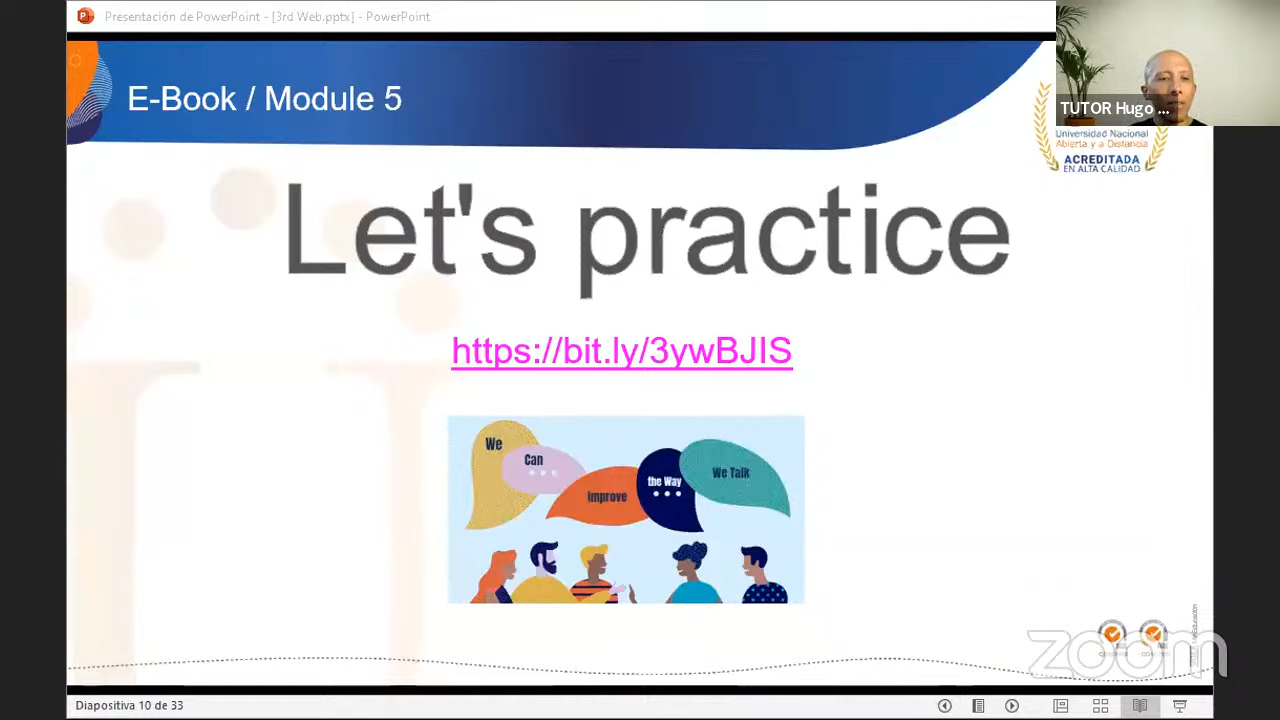 Presentación de PowerPoint - [3rd Web.pptx] - PowerPoint
E-Book / Module 5
TUTOR Hugo ...
Universidad Nacional
Abierta y a Distancia
ACREDITADA
EN ALTA CALIDAD
Let's practice
https://bit.ly/3ywBJIS
We
Can
Improve
the Way
We Talk
zoom
Diapositiva 10 de 33